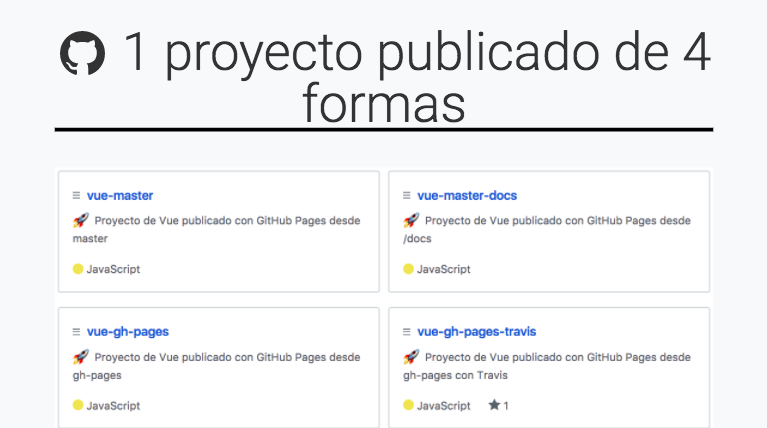 1 proyecto publicado de 4
formas
vue-master
Proyecto de Vue publicado con GitHub Pages desde
master
JavaScript
vue-master-docs
Proyecto de Vue publicado con GitHub Pages desde
/docs
JavaScript
vue-gh-pages
Proyecto de Vue publicado con GitHub Pages desde
gh-pages
JavaScript
vue-gh-pages-travis
Proyecto de Vue publicado con GitHub Pages desde
gh-pages con Travis
JavaScript 1